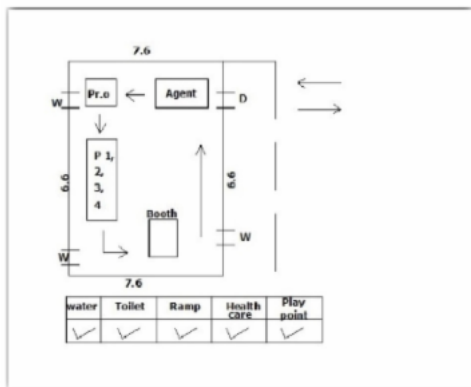 7.6
Pr.o
Agent
W
D
P 1,
2,
3,
4
6.6
6.6
Booth
W
W
7.6
water Toilet Ramp Health care Play point